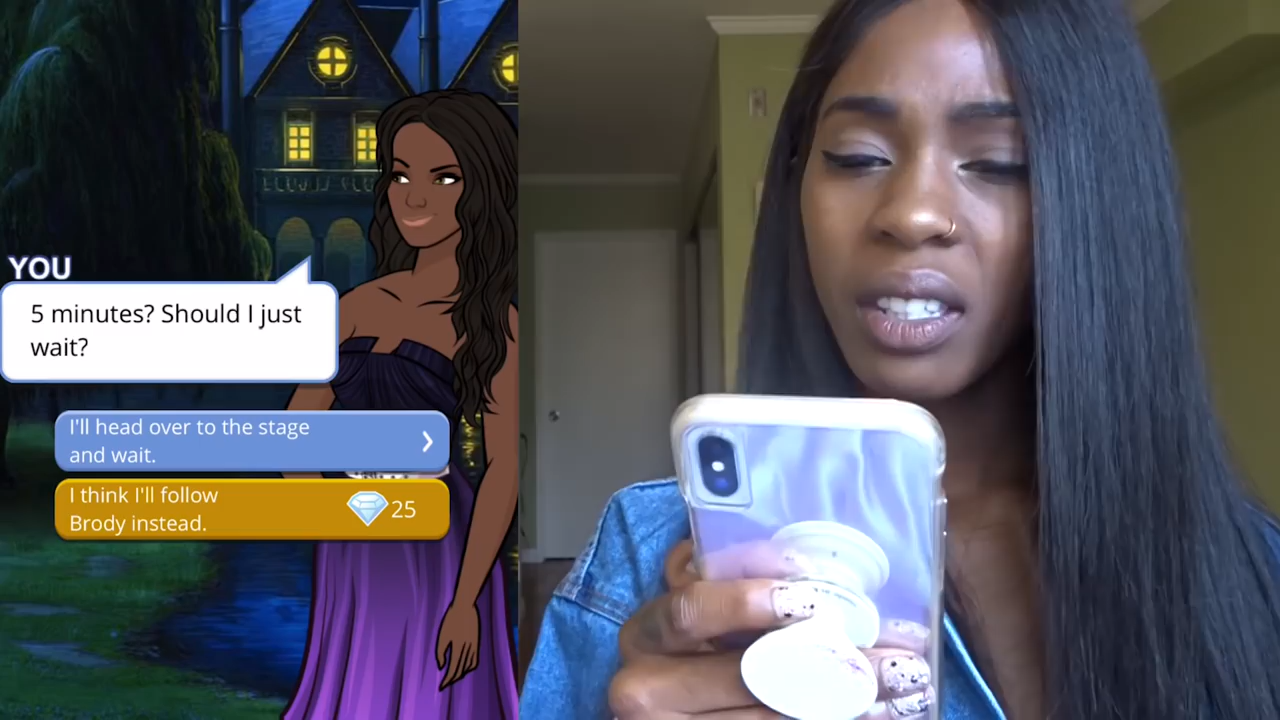 YOU
5 minutes? Should I just
wait?
I'll head over to the stage
and wait.
I think I'll follow
Brody instead.
25